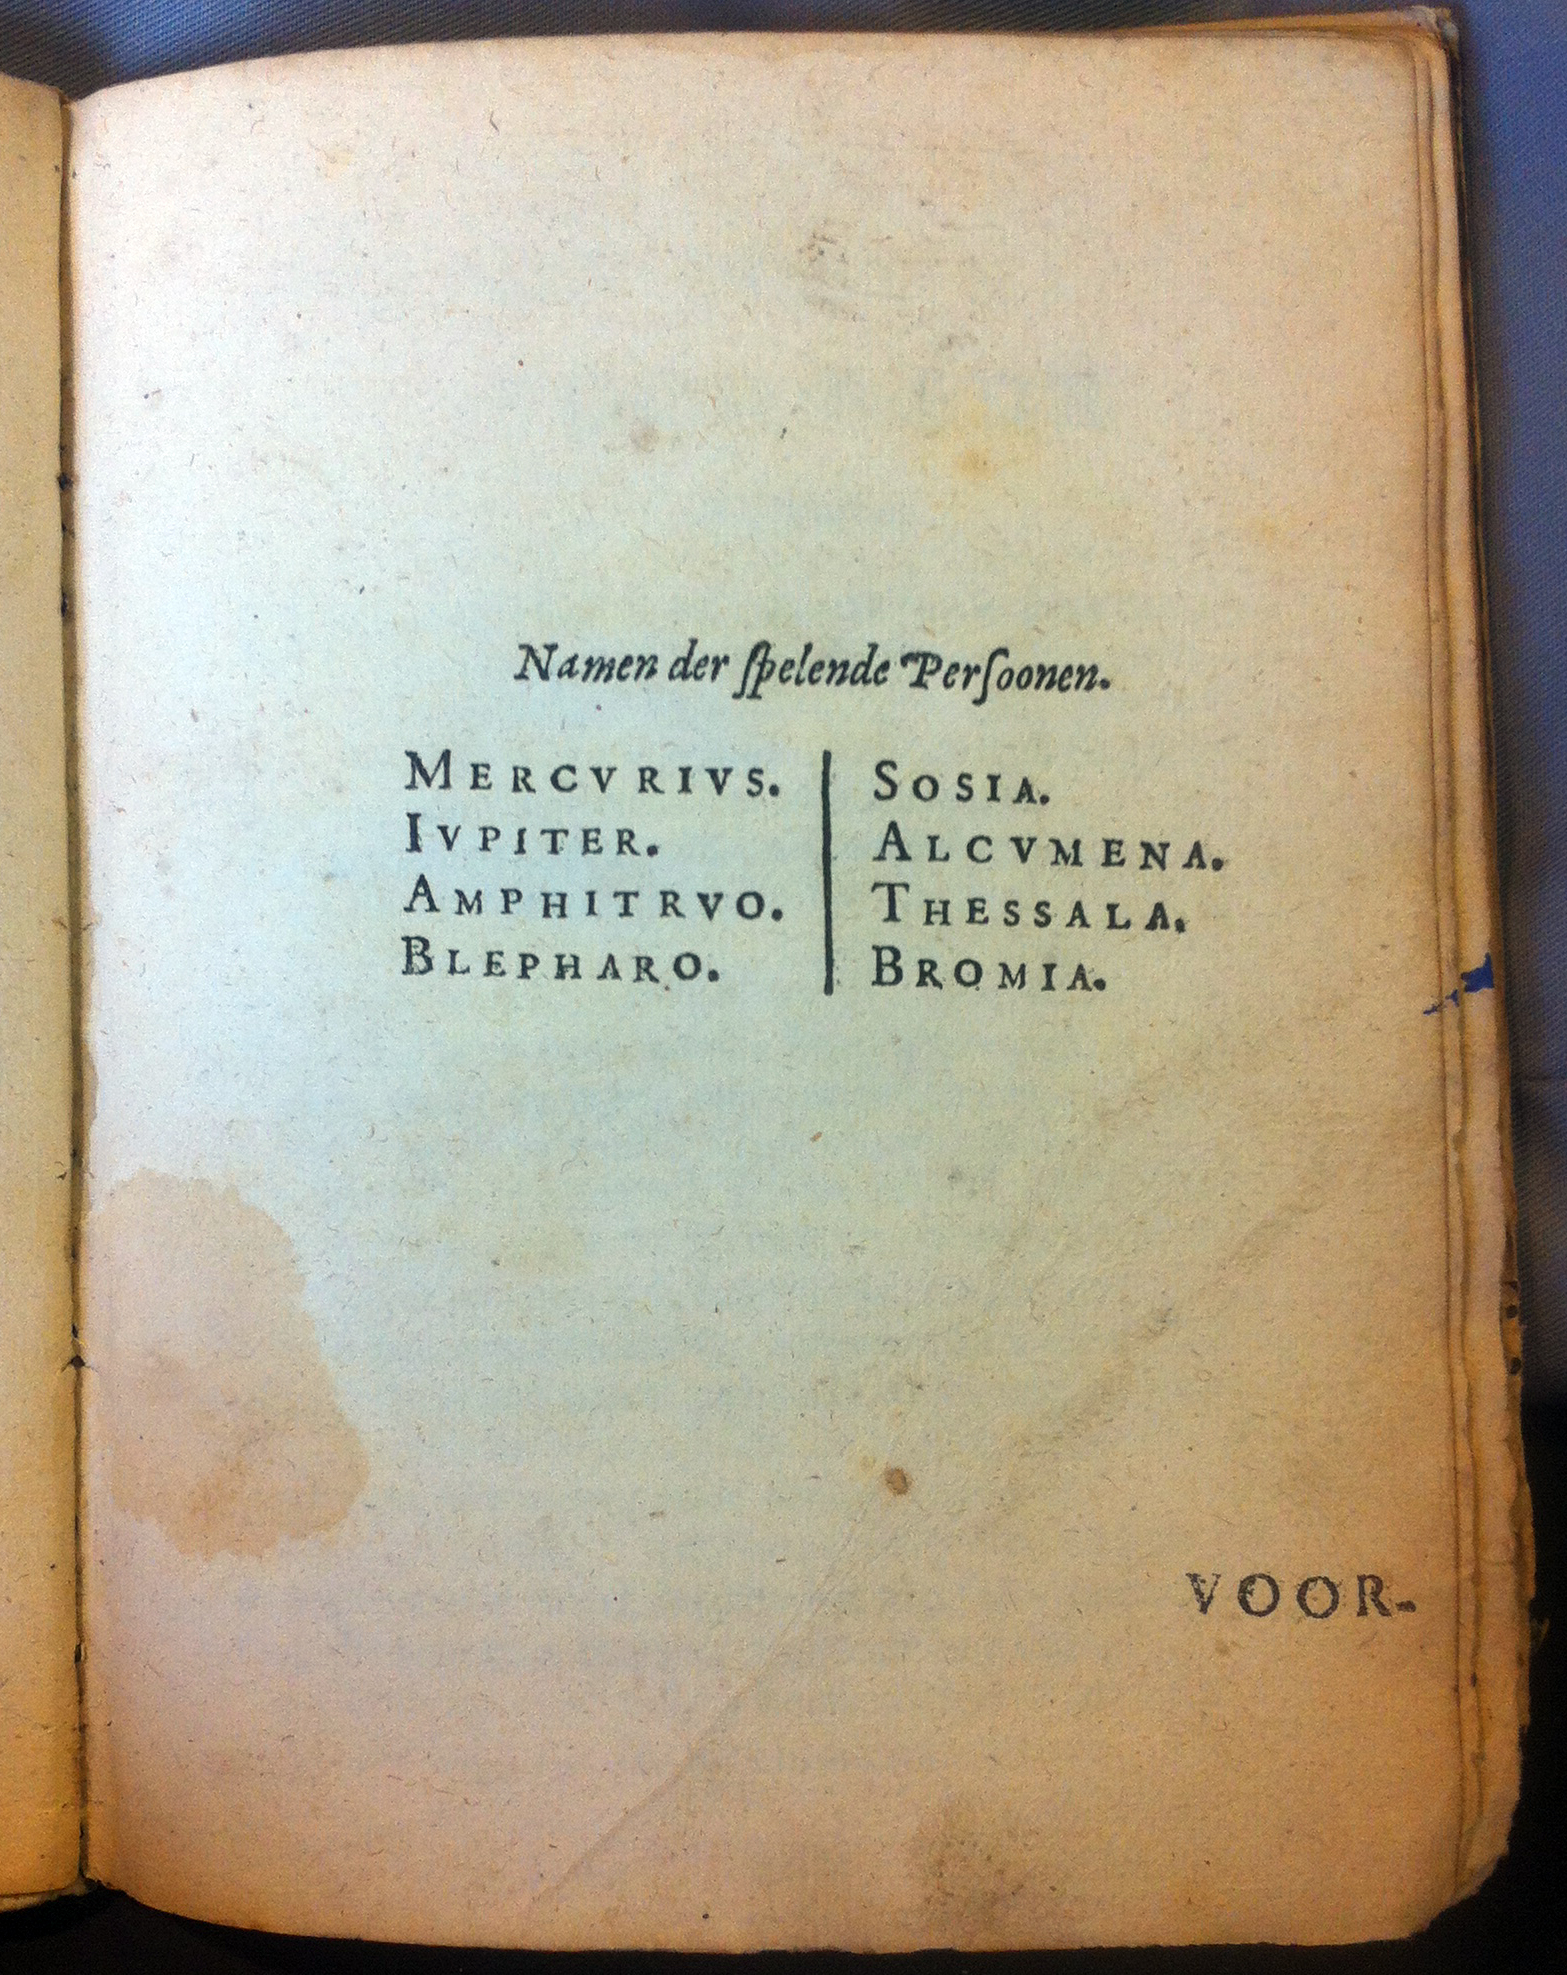 Namen der ſpelende Perſoonen.
MERCVRIVS.
IVPITER.
AMPHITRVO.
BLEPHARO.
SOSIA.
ALCVMENA.
THESSALA.
BROMIA.
VOOR-